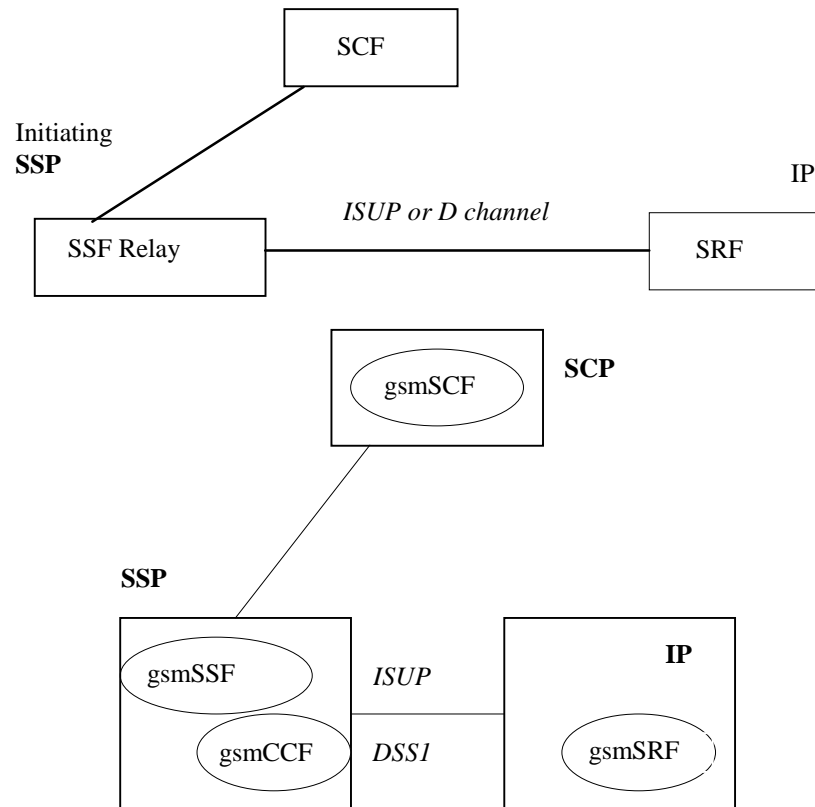 SCF
Initiating
SSP
IP
ISUP or D channel
SSF Relay
SRF
gsmSCF
SCP
SSP
IP
gsmSSF
ISUP
gsmCCF
DSS1
gsmSRF